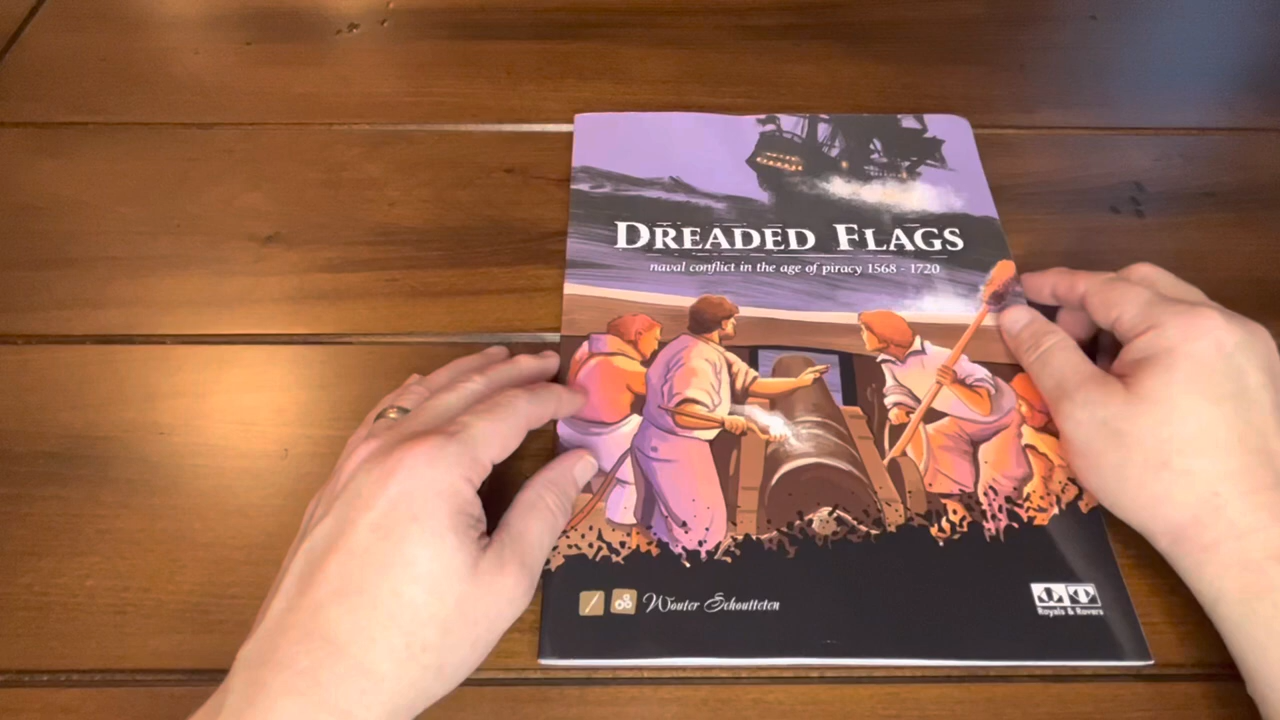 DREADED FLAGS
naval conflict in the age of piracy 1568 - 1720
Wouter Schoutteten
Royals & Rovers